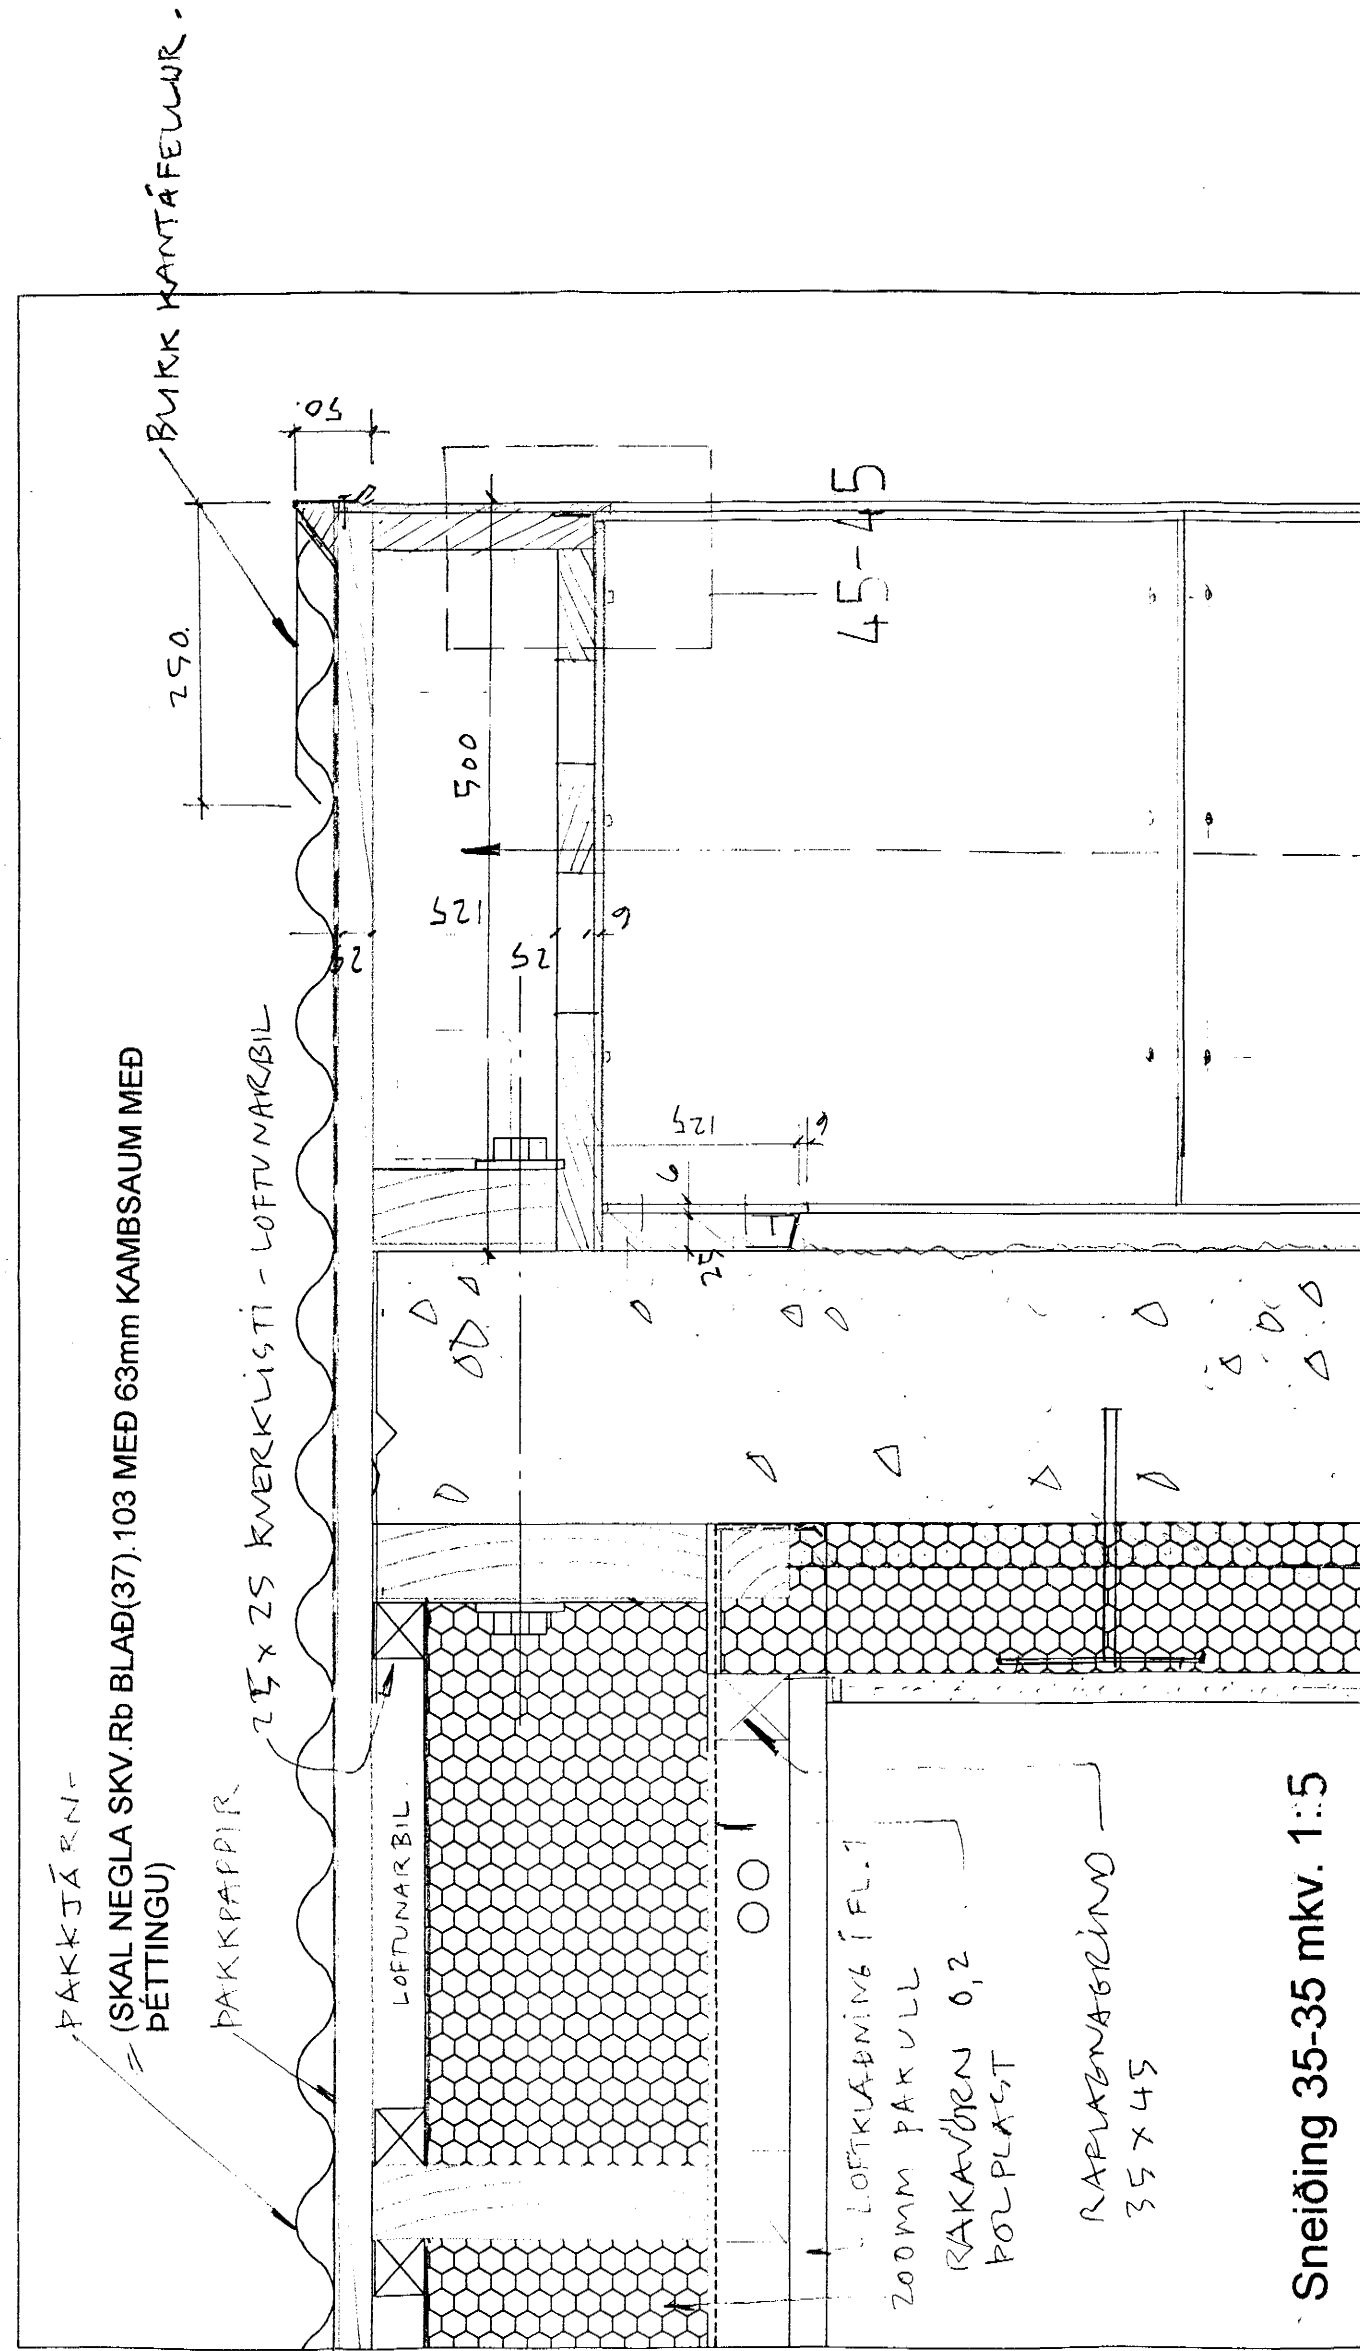 ÞAKKJÁRN -
= (SKAL NEGLA SKV.Rb BLAÐ(37).103 MEÐ 63mm KAMBSAUM MEÐ
ÞÉTTINGU)
ÞAKKPAPPIR
25 x 25 KVERKLISTI - LOFTUNARBIL
BUKK KANTÁFELLUR.
250.
50.
LOFTUNARBIL
25
125
500
25
6
45-45
125
6
6
25
LOFTKLÆÐNING Í FL.1
200MM ÞAKULL
RAKAVÖRN 0,2
ÞOLPLAST
RAFLAGNAGRIND
35 x 45
Sneiðing 35-35 mkv. 1:5